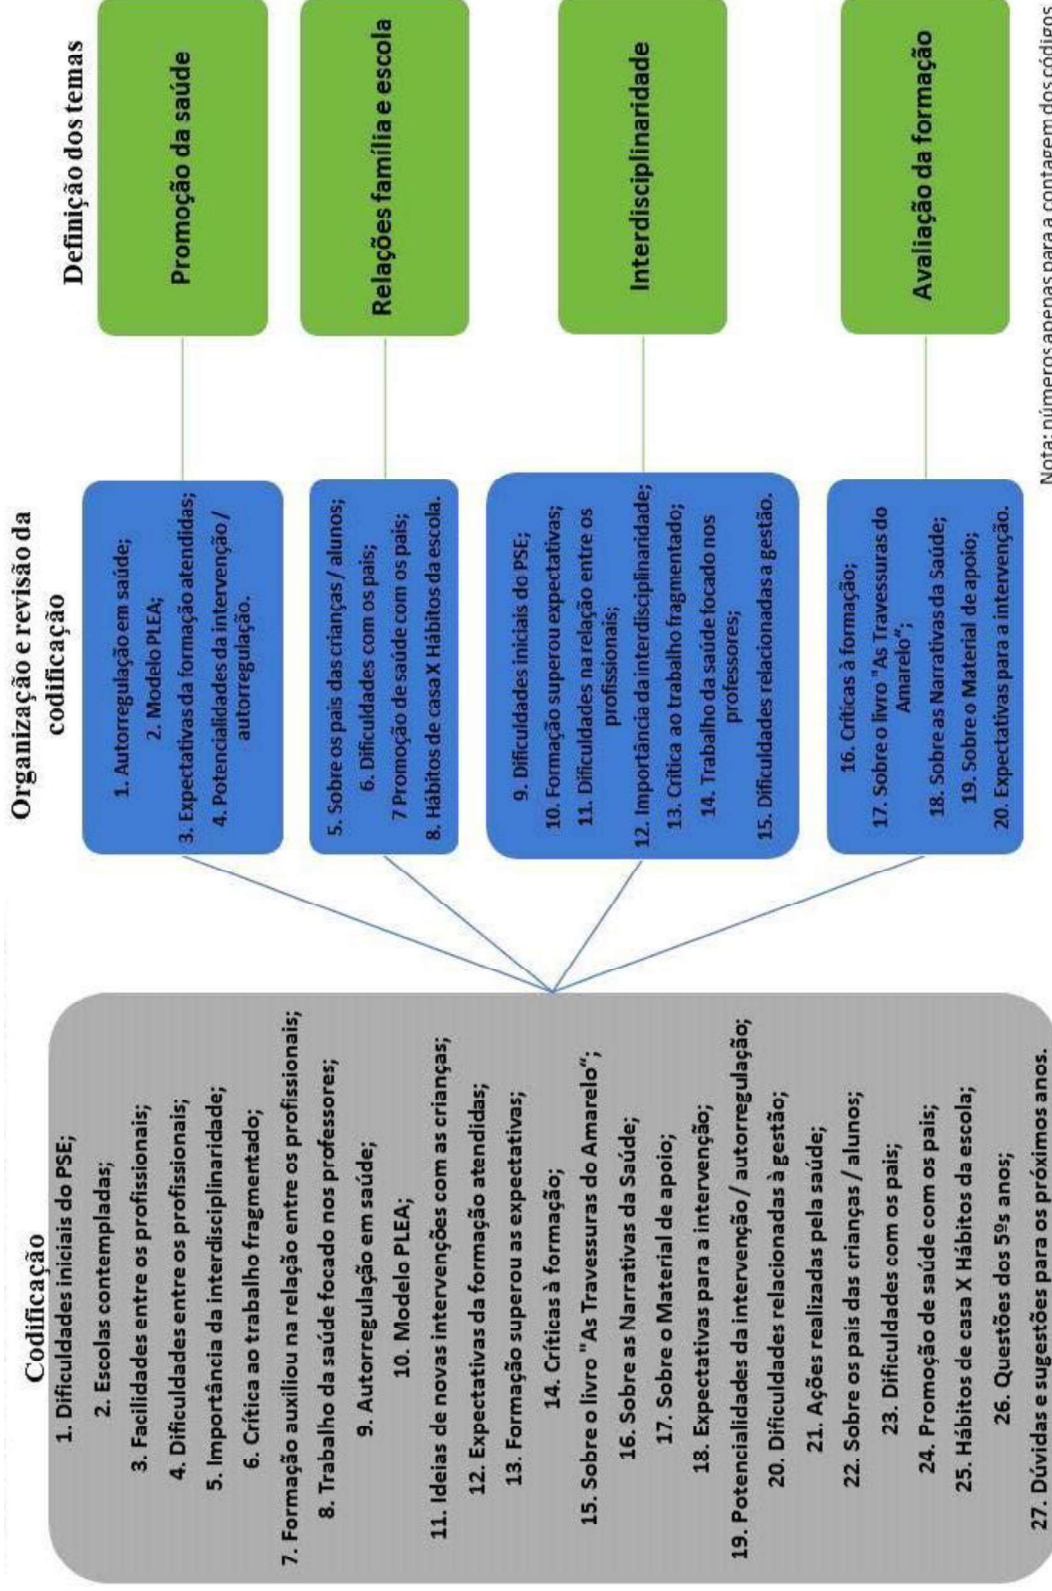 Codificação
1. Dificuldades iniciais do PSE;
2. Escolas contempladas;
3. Facilidades entre os profissionais;
4. Dificuldades entre os profissionais;
5. Importância da interdisciplinaridade;
6. Crítica ao trabalho fragmentado;
7. Formação auxiliou na relação entre os profissionais;
8. Trabalho da saúde focado nos professores;
9. Autorregulação em saúde;
10. Modelo PLEA;
11. Ideias de novas intervenções com as crianças;
12. Expectativas da formação atendidas;
13. Formação superou as expectativas;
14. Críticas à formação;
15. Sobre o livro "As Travessuras do Amarelo“;
16. Sobre as Narrativas da Saúde;
17. Sobre o Material de apoio;
18. Expectativas para a intervenção;
19. Potencialidades da intervenção / autorregulação;
20. Dificuldades relacionadas à gestão;
21. Ações realizadas pela saúde;
22. Sobre os pais das crianças / alunos;
23. Dificuldades com os pais;
24. Promoção de saúde com os pais;
25. Hábitos de casa X Hábitos da escola;
26. Questões dos 5ºs anos;
27. Dúvidas e sugestões para os próximos anos.
Organização e revisão da
codificação
1. Autorregulação em saúde;
2. Modelo PLEA;
3. Expectativas da formação atendidas;
4. Potencialidades da intervenção /
autorregulação.
5. Sobre os pais das crianças / alunos;
6. Dificuldades com os pais;
7 Promoção de saúde com os pais;
8. Hábitos de casa X Hábitos da escola.
9. Dificuldades iniciais do PSE;
10. Formação superou expectativas;
11. Dificuldades na relação entre os
profissionais;
12. Importância da interdisciplinaridade;
13. Crítica ao trabalho fragmentado;
14. Trabalho da saúde focado nos
professores;
15. Dificuldades relacionadas a gestão.
16. Críticas à formação;
17. Sobre o livro "As Travessuras do
Amarelo“;
18. Sobre as Narrativas da Saúde;
19. Sobre o Material de apoio;
20. Expectativas para a intervenção.
Definição dos temas
Promoção da saúde
Relações família e escola
Interdisciplinaridade
Avaliação da formação
Nota: números apenas para a contagem dos códigos